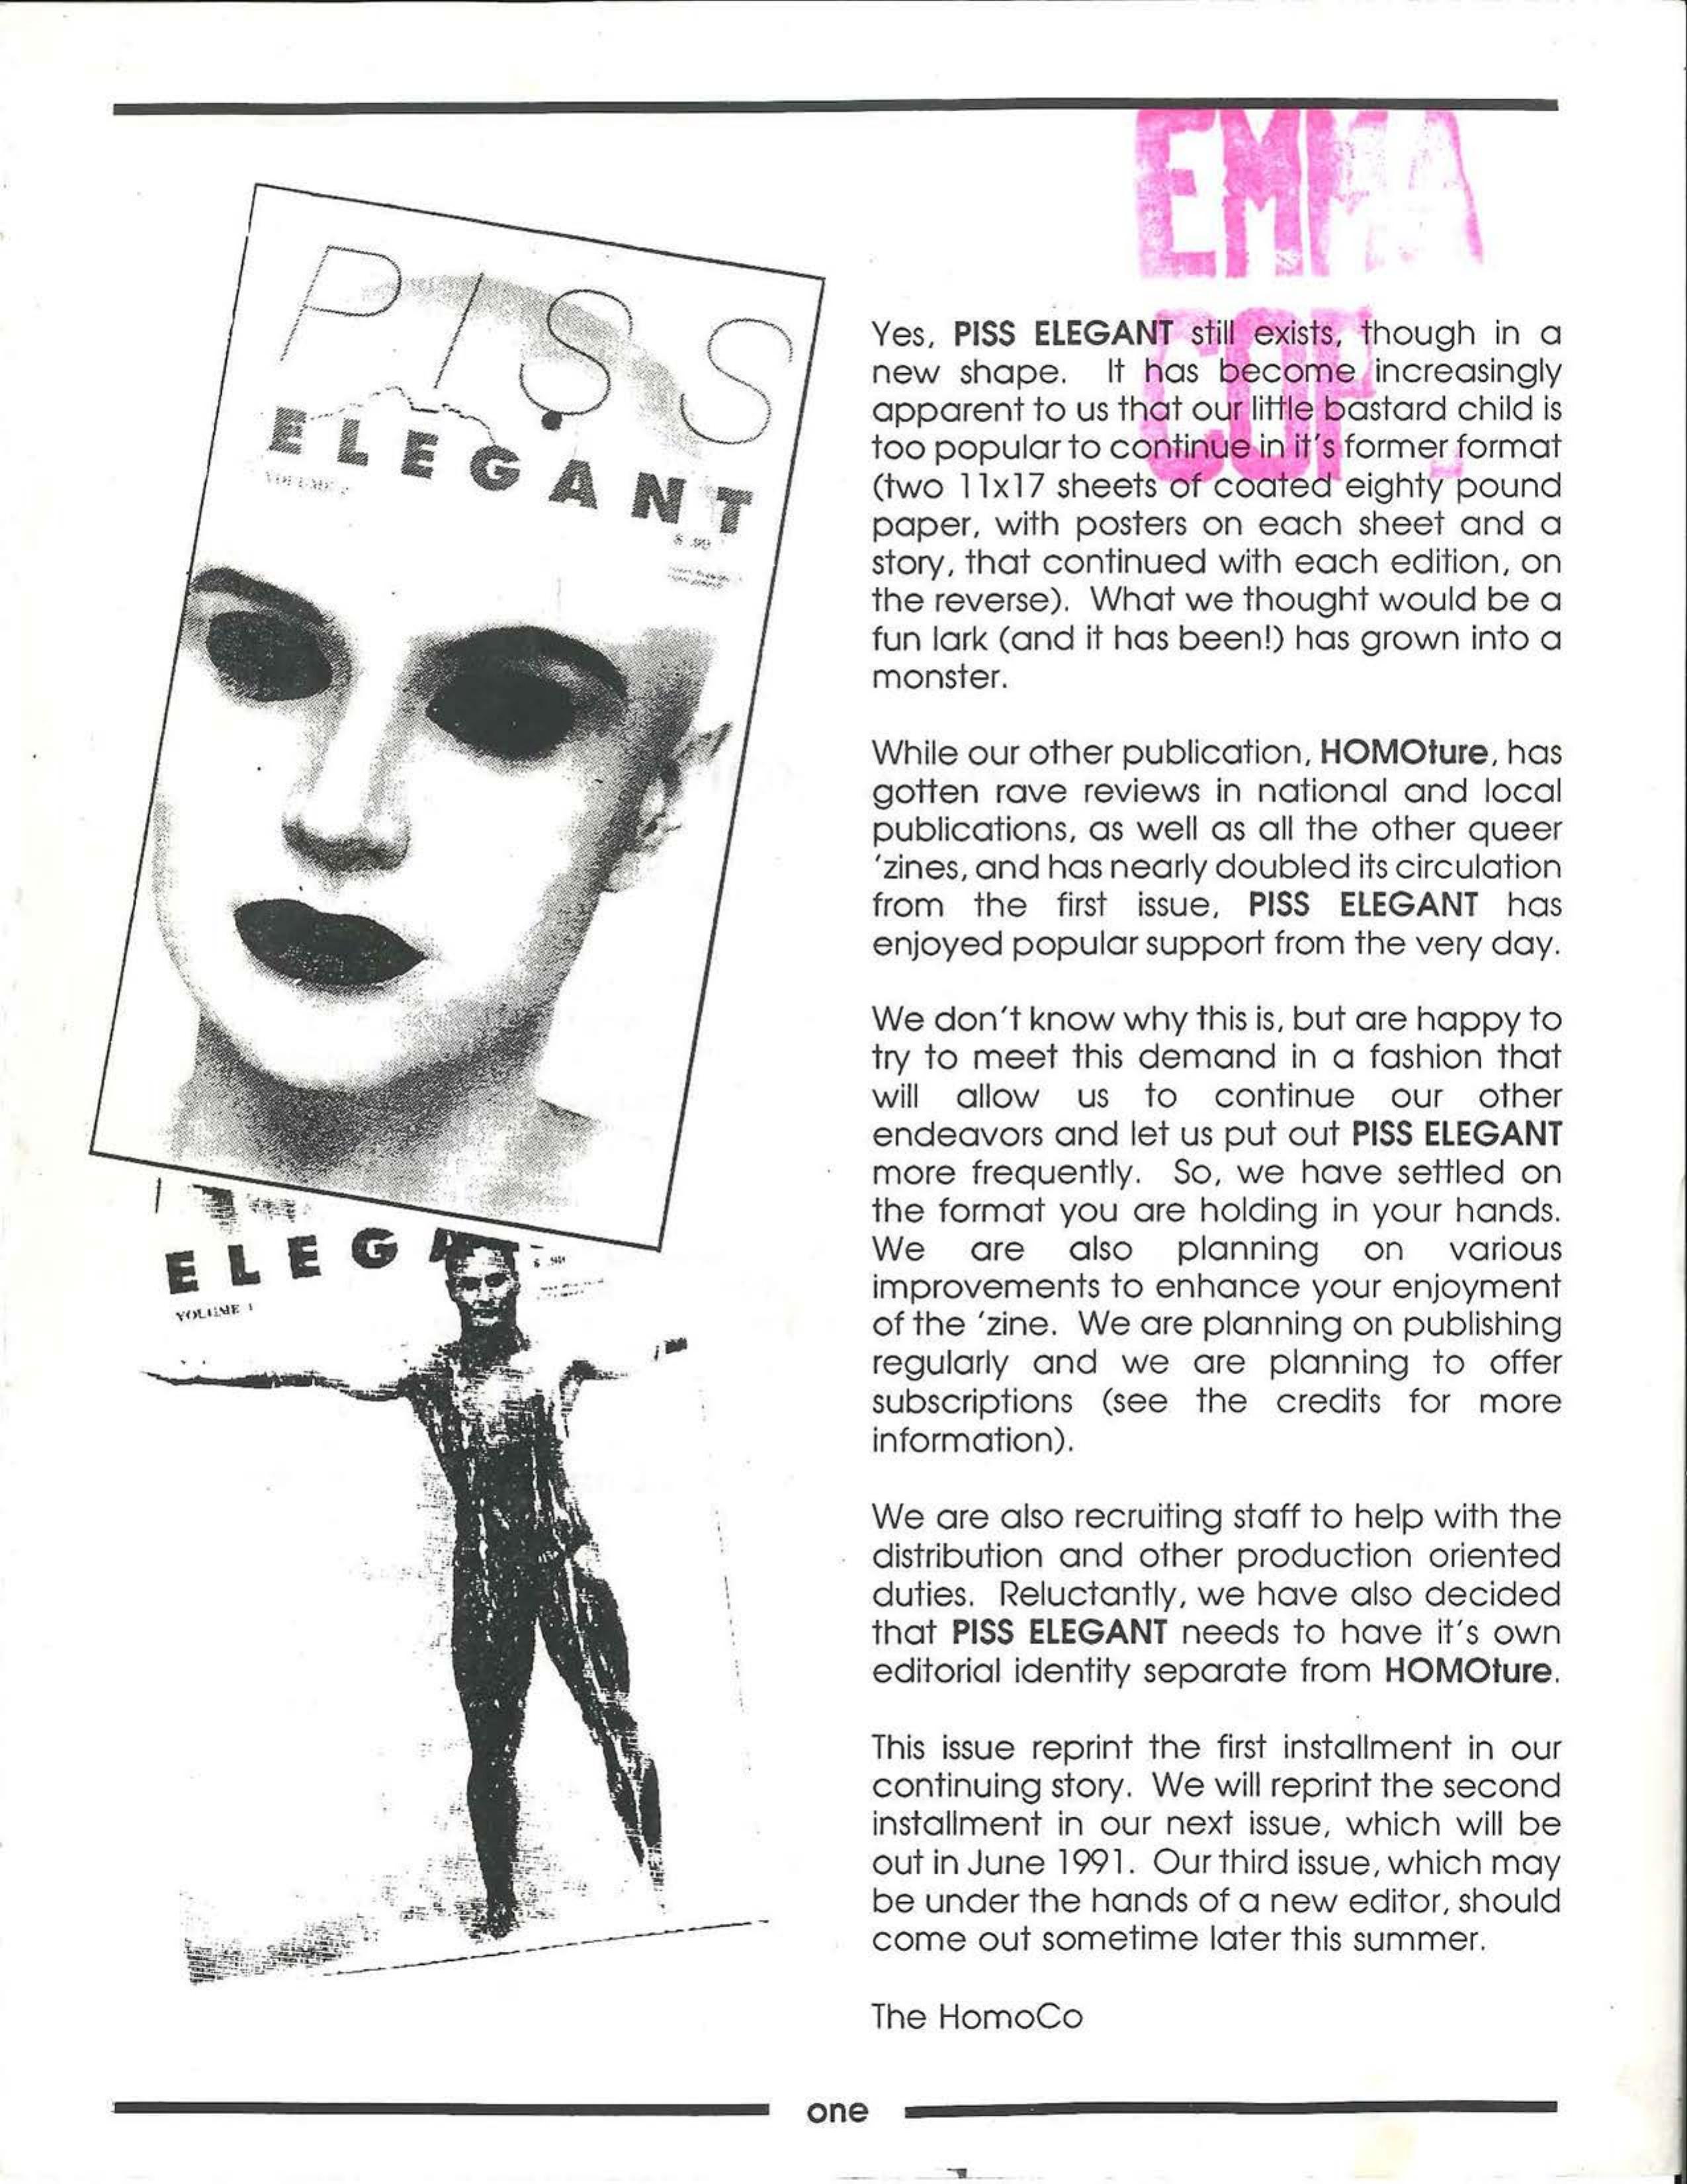 EMMA
COP
PISS
ELEGANT
VOLUME 2
$ .90
ELEGA
VOLUME 1
Yes, PISS ELEGANT still exists, though in a
new shape. It has become increasingly
apparent to us that our little bastard child is
too popular to continue in it's former format
(two 11x17 sheets of coated eighty pound
paper, with posters on each sheet and a
story, that continued with each edition, on
the reverse). What we thought would be a
fun lark (and it has been!) has grown into a
monster.
While our other publication, HOMOture, has
gotten rave reviews in national and local
publications, as well as all the other queer
'zines, and has nearly doubled its circulation
from the first issue, PISS ELEGANT has
enjoyed popular support from the very day.
We don't know why this is, but are happy to
try to meet this demand in a fashion that
will allow us to continue our other
endeavors and let us put out PISS ELEGANT
more frequently. So, we have settled on
the format you are holding in your hands.
We are also planning on various
improvements to enhance your enjoyment
of the 'zine. We are planning on publishing
regularly and we are planning to offer
subscriptions (see the credits for more
information).
We are also recruiting staff to help with the
distribution and other production oriented
duties. Reluctantly, we have also decided
that PISS ELEGANT needs to have it's own
editorial identity separate from HOMOture.
This issue reprint the first installment in our
continuing story. We will reprint the second
installment in our next issue, which will be
out in June 1991. Our third issue, which may
be under the hands of a new editor, should
come out sometime later this summer.
The HomoCo
one